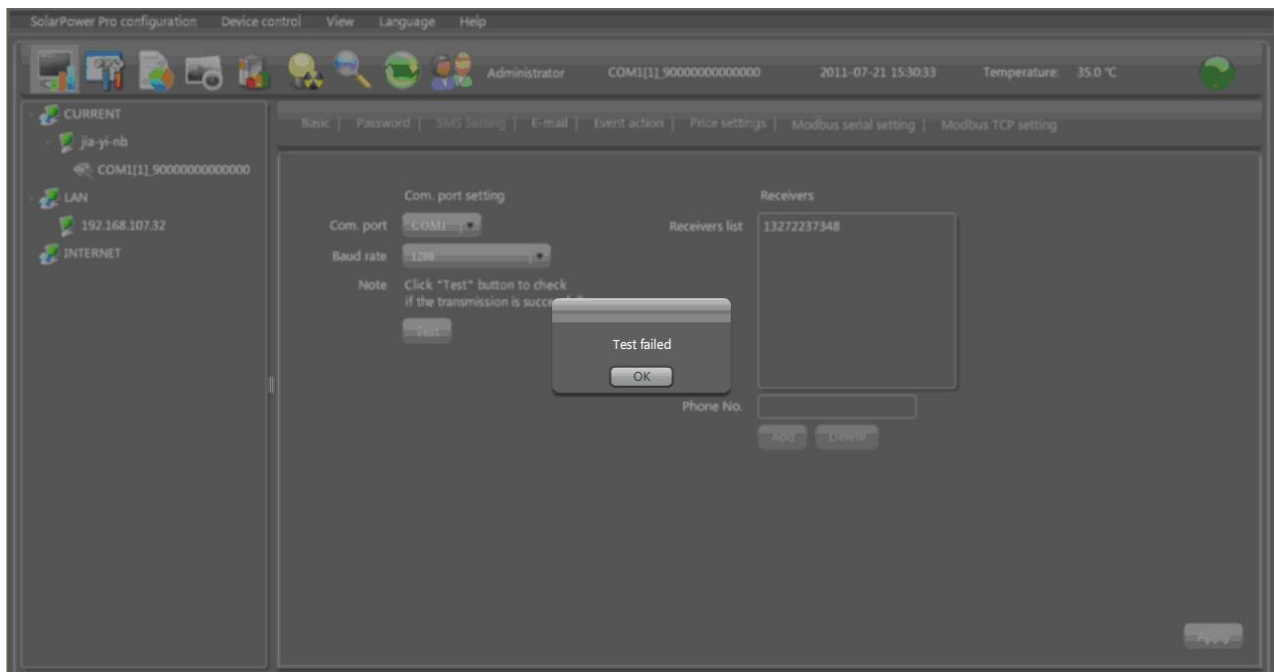 SolarPower Pro configuration Device control View Language Help
Administrator COM1[1]_90000000000000 2011-07-21 15:30:33 Temperature: 35.0 ℃
CURRENT
jia-yi-nb
COM1[1]_90000000000000
LAN
192.168.107.32
INTERNET
Basic | Password | SMS Setting | E-mail | Event action | Price settings | Modbus serial setting | Modbus TCP setting
Com. port setting
Com. port COM1
Baud rate 1200
Note Click "Test" button to check
if the transmission is
Test
Receivers
Receivers list 13272237348
Test failed
OK
Phone No.
Add Delete
Apply